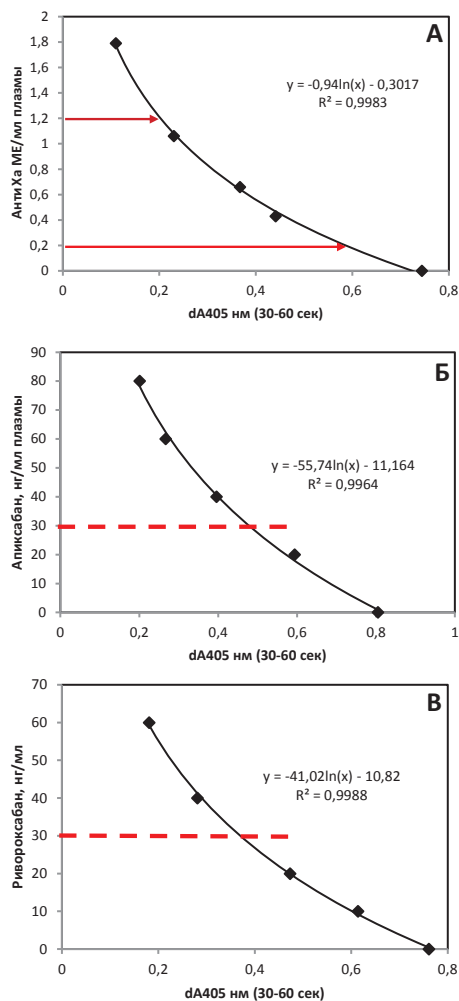 А
АнтиXa МЕ/мл плазмы
2
1,8
1,6
1,4
1,2
1
0,8
0,6
0,4
0,2
0
y = -0,94ln(x) - 0,3017
R² = 0,9983
0 0,2 0,4 0,6 0,8
dA405 нм (30-60 сек)
Б
Апиксабан, нг/мл плазмы
90
80
70
60
50
40
30
20
10
0
y = -55,74ln(x) - 11,164
R² = 0,9964
0 0,2 0,4 0,6 0,8 1
dA405 нм (30-60 сек)
В
Ривороксабан, нг/мл
70
60
50
40
30
20
10
0
y = -41,02ln(x) - 10,82
R² = 0,9988
0 0,2 0,4 0,6 0,8
dA405 нм (30-60 сек)